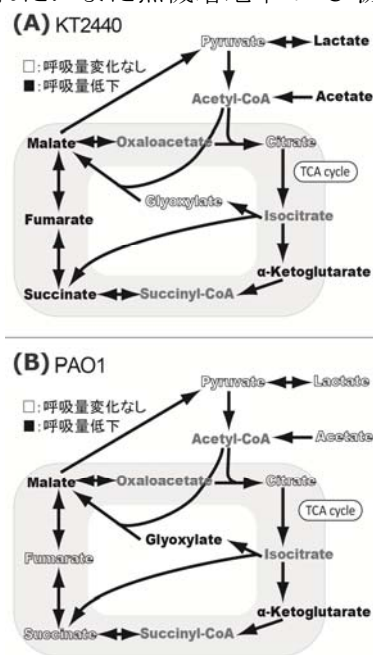 (A) KT2440
□:呼吸量変化なし
■:呼吸量低下
Pyruvate
Lactate
Acetyl-CoA
Acetate
Malate
Oxaloacetate
Citrate
TCA cycle
Glyoxylate
Isocitrate
Fumarate
α-Ketoglutarate
Succinate
Succinyl-CoA
(B) PAO1
□:呼吸量変化なし
■:呼吸量低下
Pyruvate
Lactate
Acetyl-CoA
Acetate
Malate
Oxaloacetate
Citrate
TCA cycle
Glyoxylate
Isocitrate
Fumarate
α-Ketoglutarate
Succinate
Succinyl-CoA